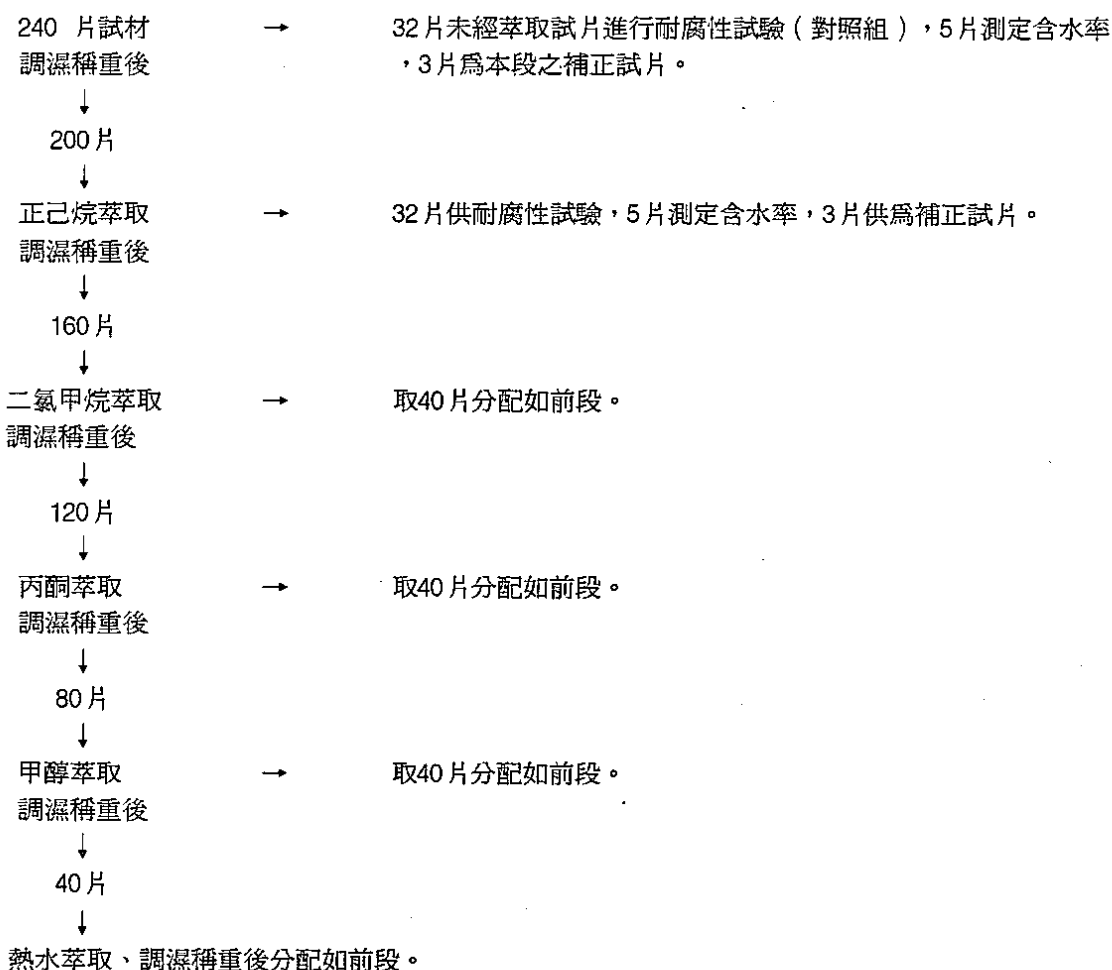 240 片試材 → 32片未經萃取試片進行耐腐性試驗(對照組),5片測定含水率
調濕稱重後 ,3片爲本段之補正試片。
↓
200片
↓
正己烷萃取 → 32片供耐腐性試驗,5片測定含水率,3片供爲補正試片。
調濕稱重後
↓
160片
↓
二氯甲烷萃取 → 取40片分配如前段。
調濕稱重後
↓
120片
↓
丙酮萃取 → 取40片分配如前段。
調濕稱重後
↓
80片
↓
甲醇萃取 → 取40片分配如前段。
調濕稱重後
↓
40片
↓
熱水萃取、調濕稱重後分配如前段。